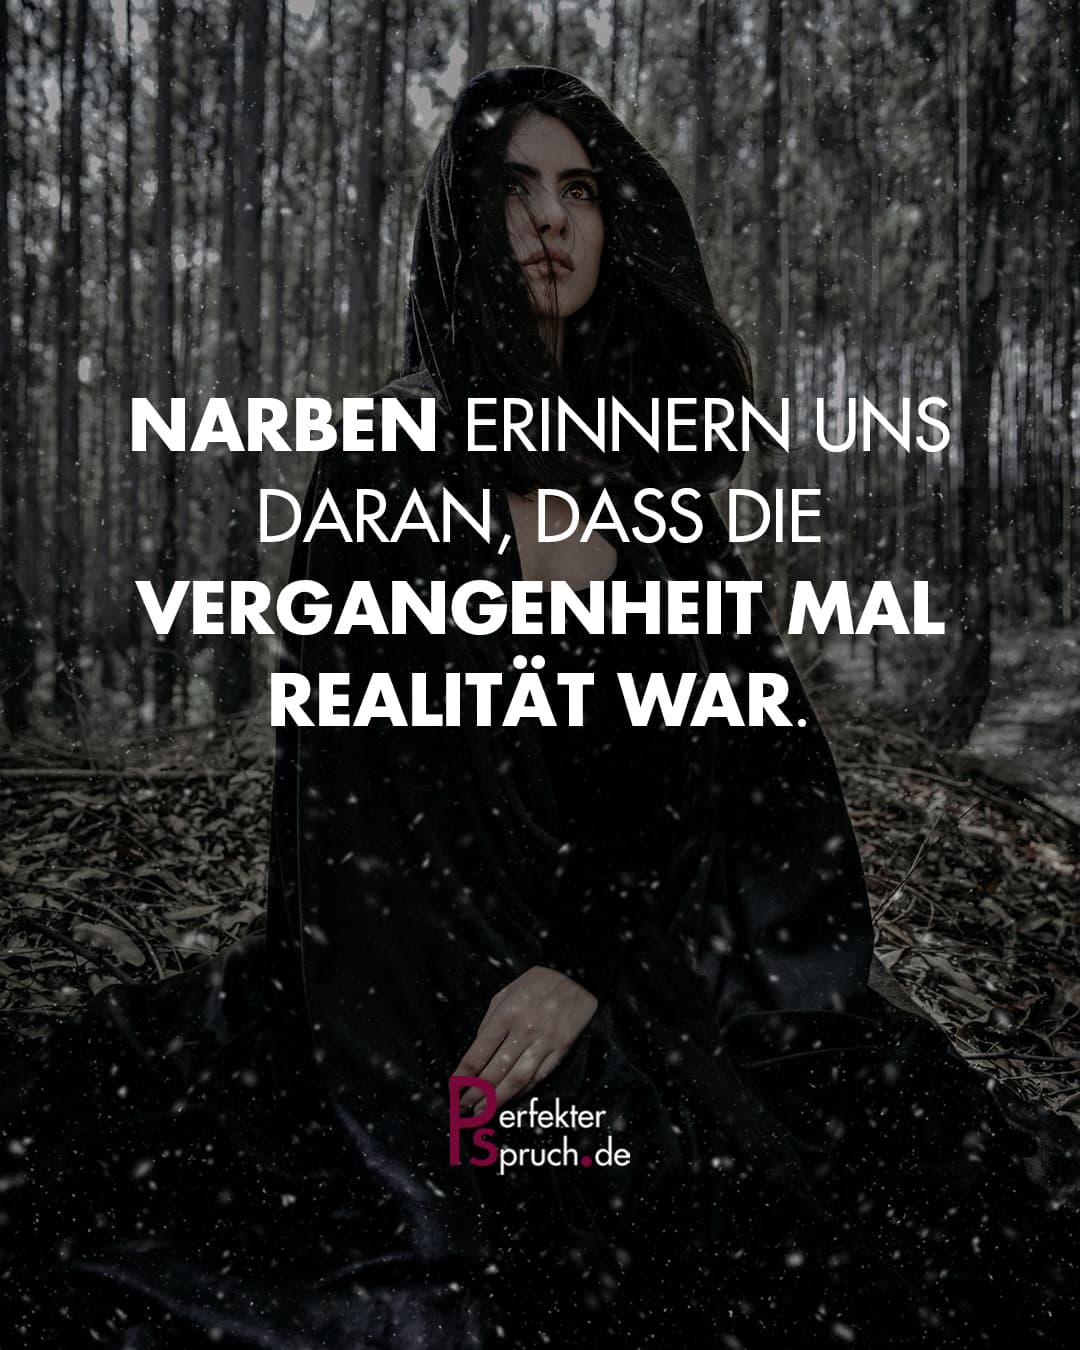 NARBEN ERINNERN UNS
DARAN, DASS DIE
VERGANGENHEIT MAL
REALITÄT WAR.
Perfekter
Spruch.de